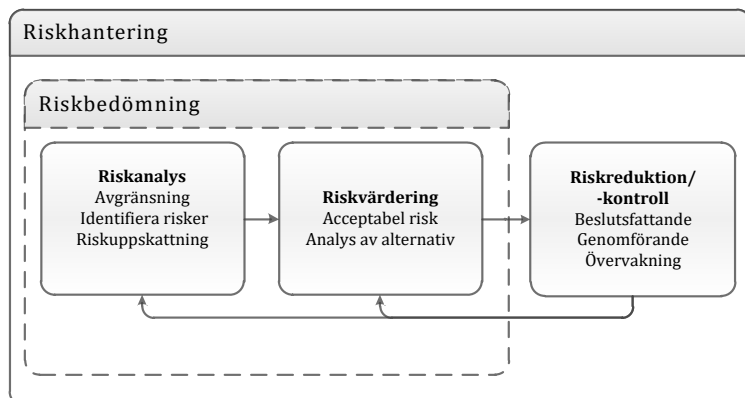 Riskhantering
Riskbedömning
Riskanalys
Avgränsning
Identifiera risker
Riskuppskattning
Riskvärdering
Acceptabel risk
Analys av alternativ
Riskreduktion/
-kontroll
Beslutsfattande
Genomförande
Övervakning